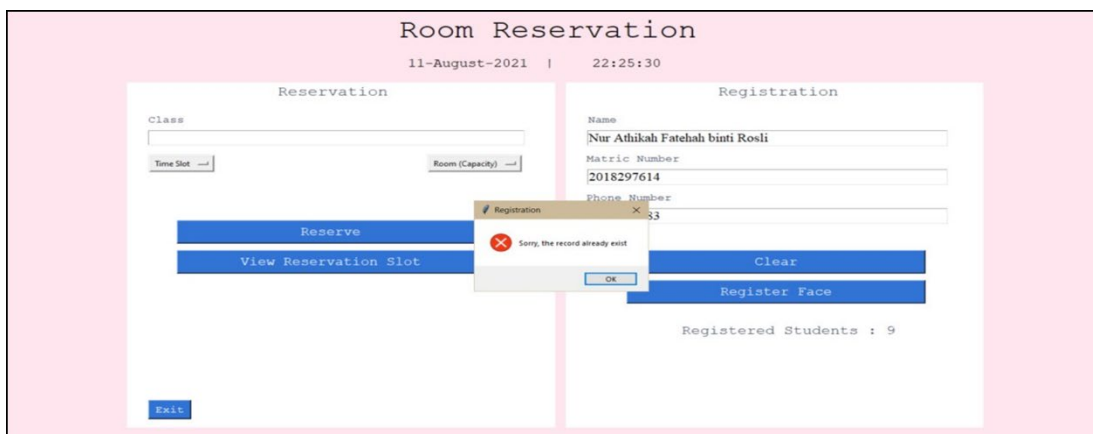 Room Reservation
11-August-2021 | 22:25:30
Reservation
Class
Time Slot
Room (Capacity)
Reserve
View Reservation Slot
Exit
Registration
Name
Nur Athikah Fatehah binti Rosli
Matric Number
2018297614
Phone Number
83
Clear
Register Face
Registered Students : 9
Registration
Sorry, the record already exist
OK